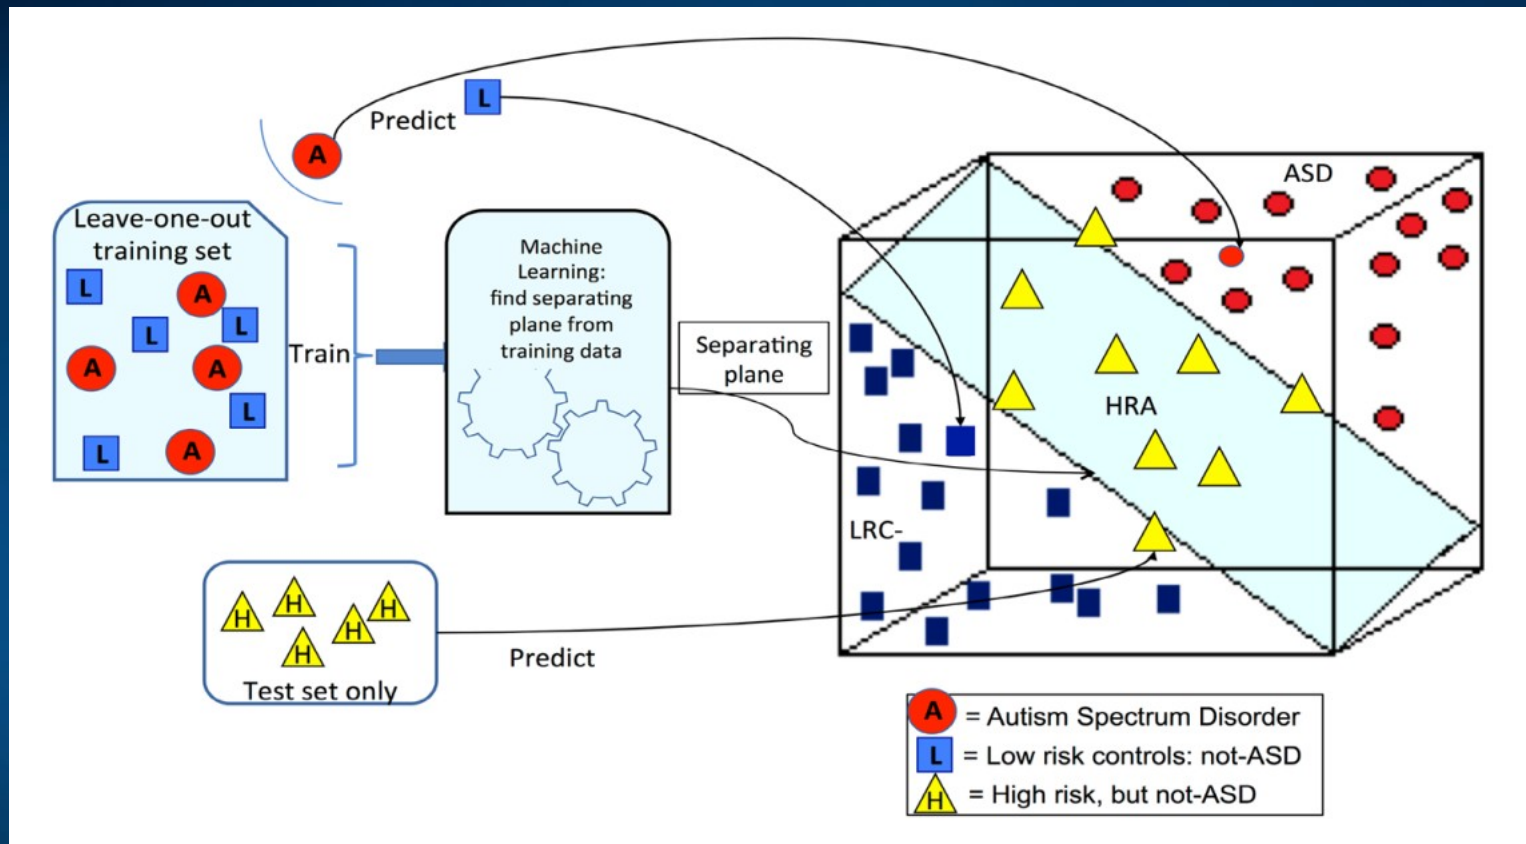 L
Predict
A
ASD
Leave-one-out
training set
L
A
L
L
A
A
L
L
A
Train
Machine
Learning:
find separating
plane from
training data
Separating
plane
HRA
LRC-
H
H
H
H
H
Test set only
Predict
A = Autism Spectrum Disorder
L = Low risk controls: not-ASD
H = High risk, but not-ASD